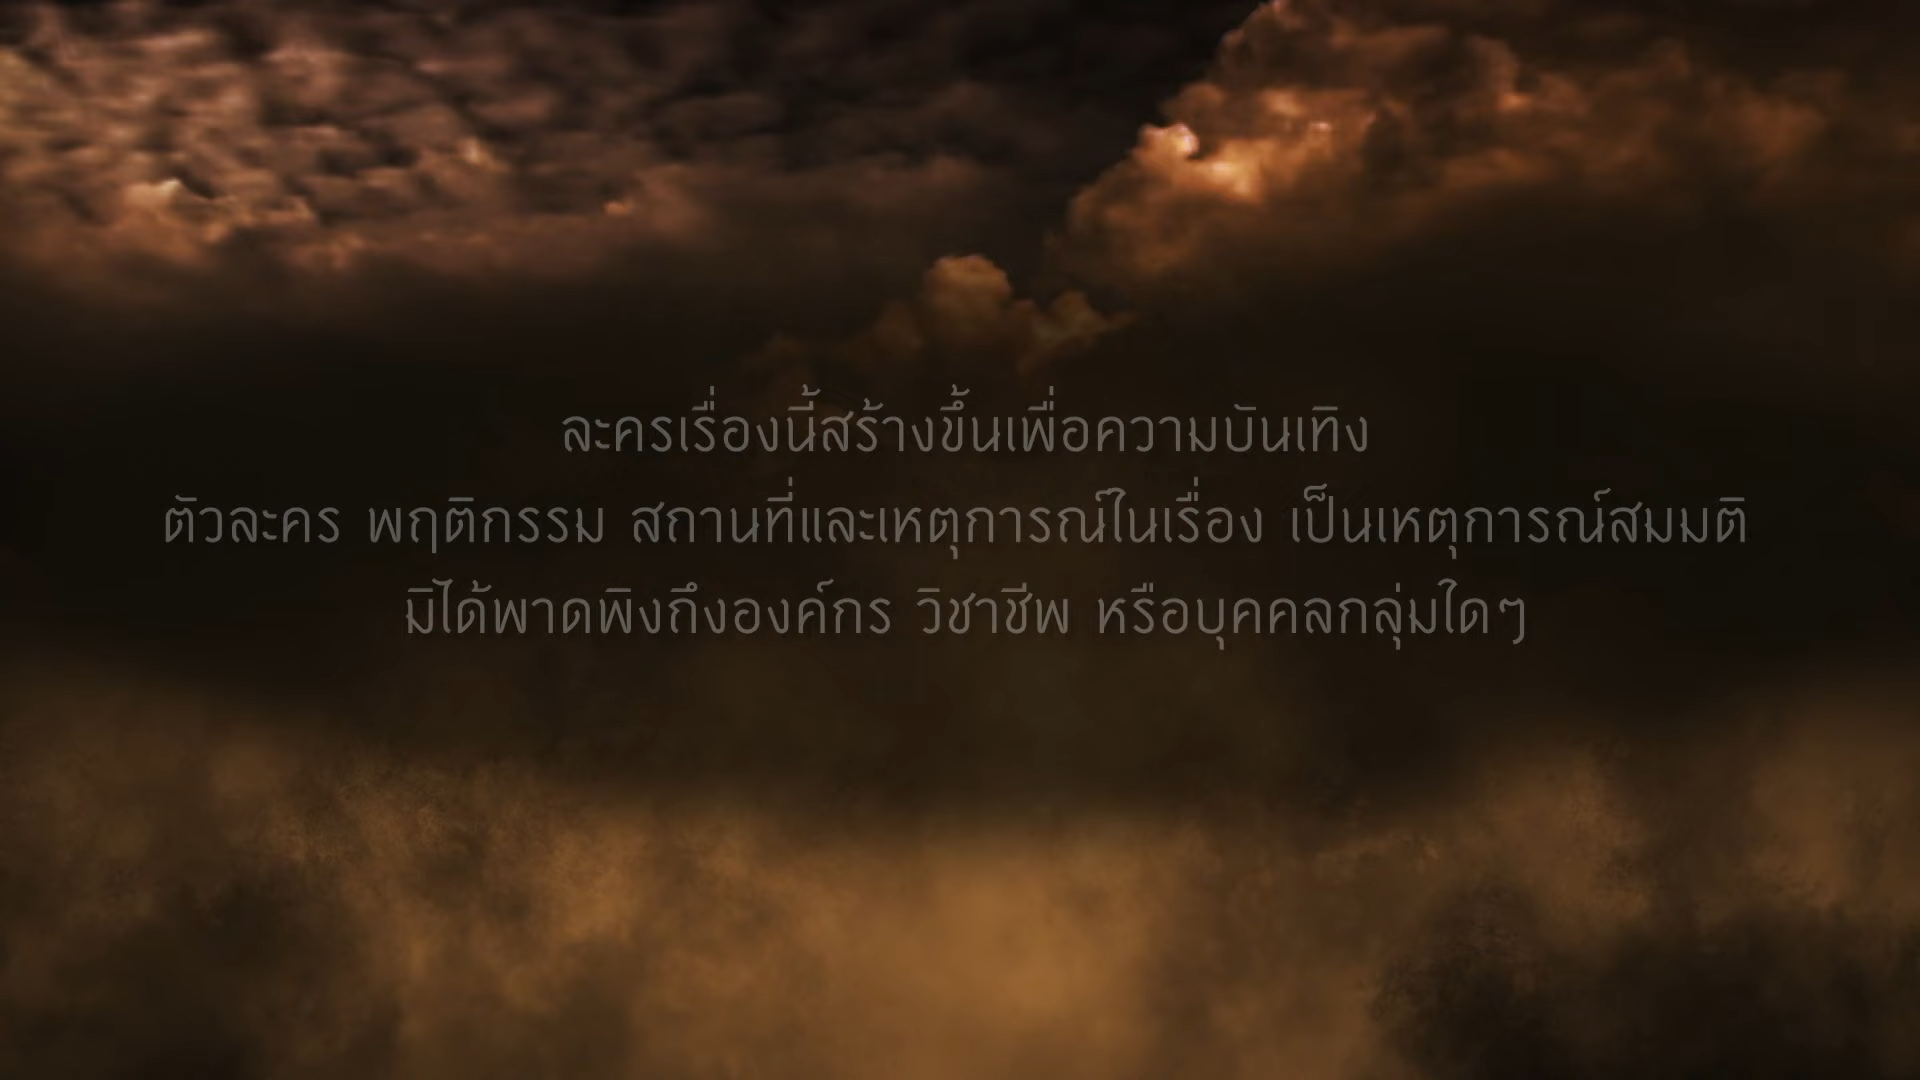 ละครเรื่องนี้สร้างขึ้นเพื่อความบันเทิง
ตัวละคร พฤติกรรม สถานที่และเหตุการณ์ในเรื่อง เป็นเหตุการณ์สมมติ
มิได้พาดพิงถึงองค์กร วิชาชีพ หรือบุคคลกลุ่มใดๆ